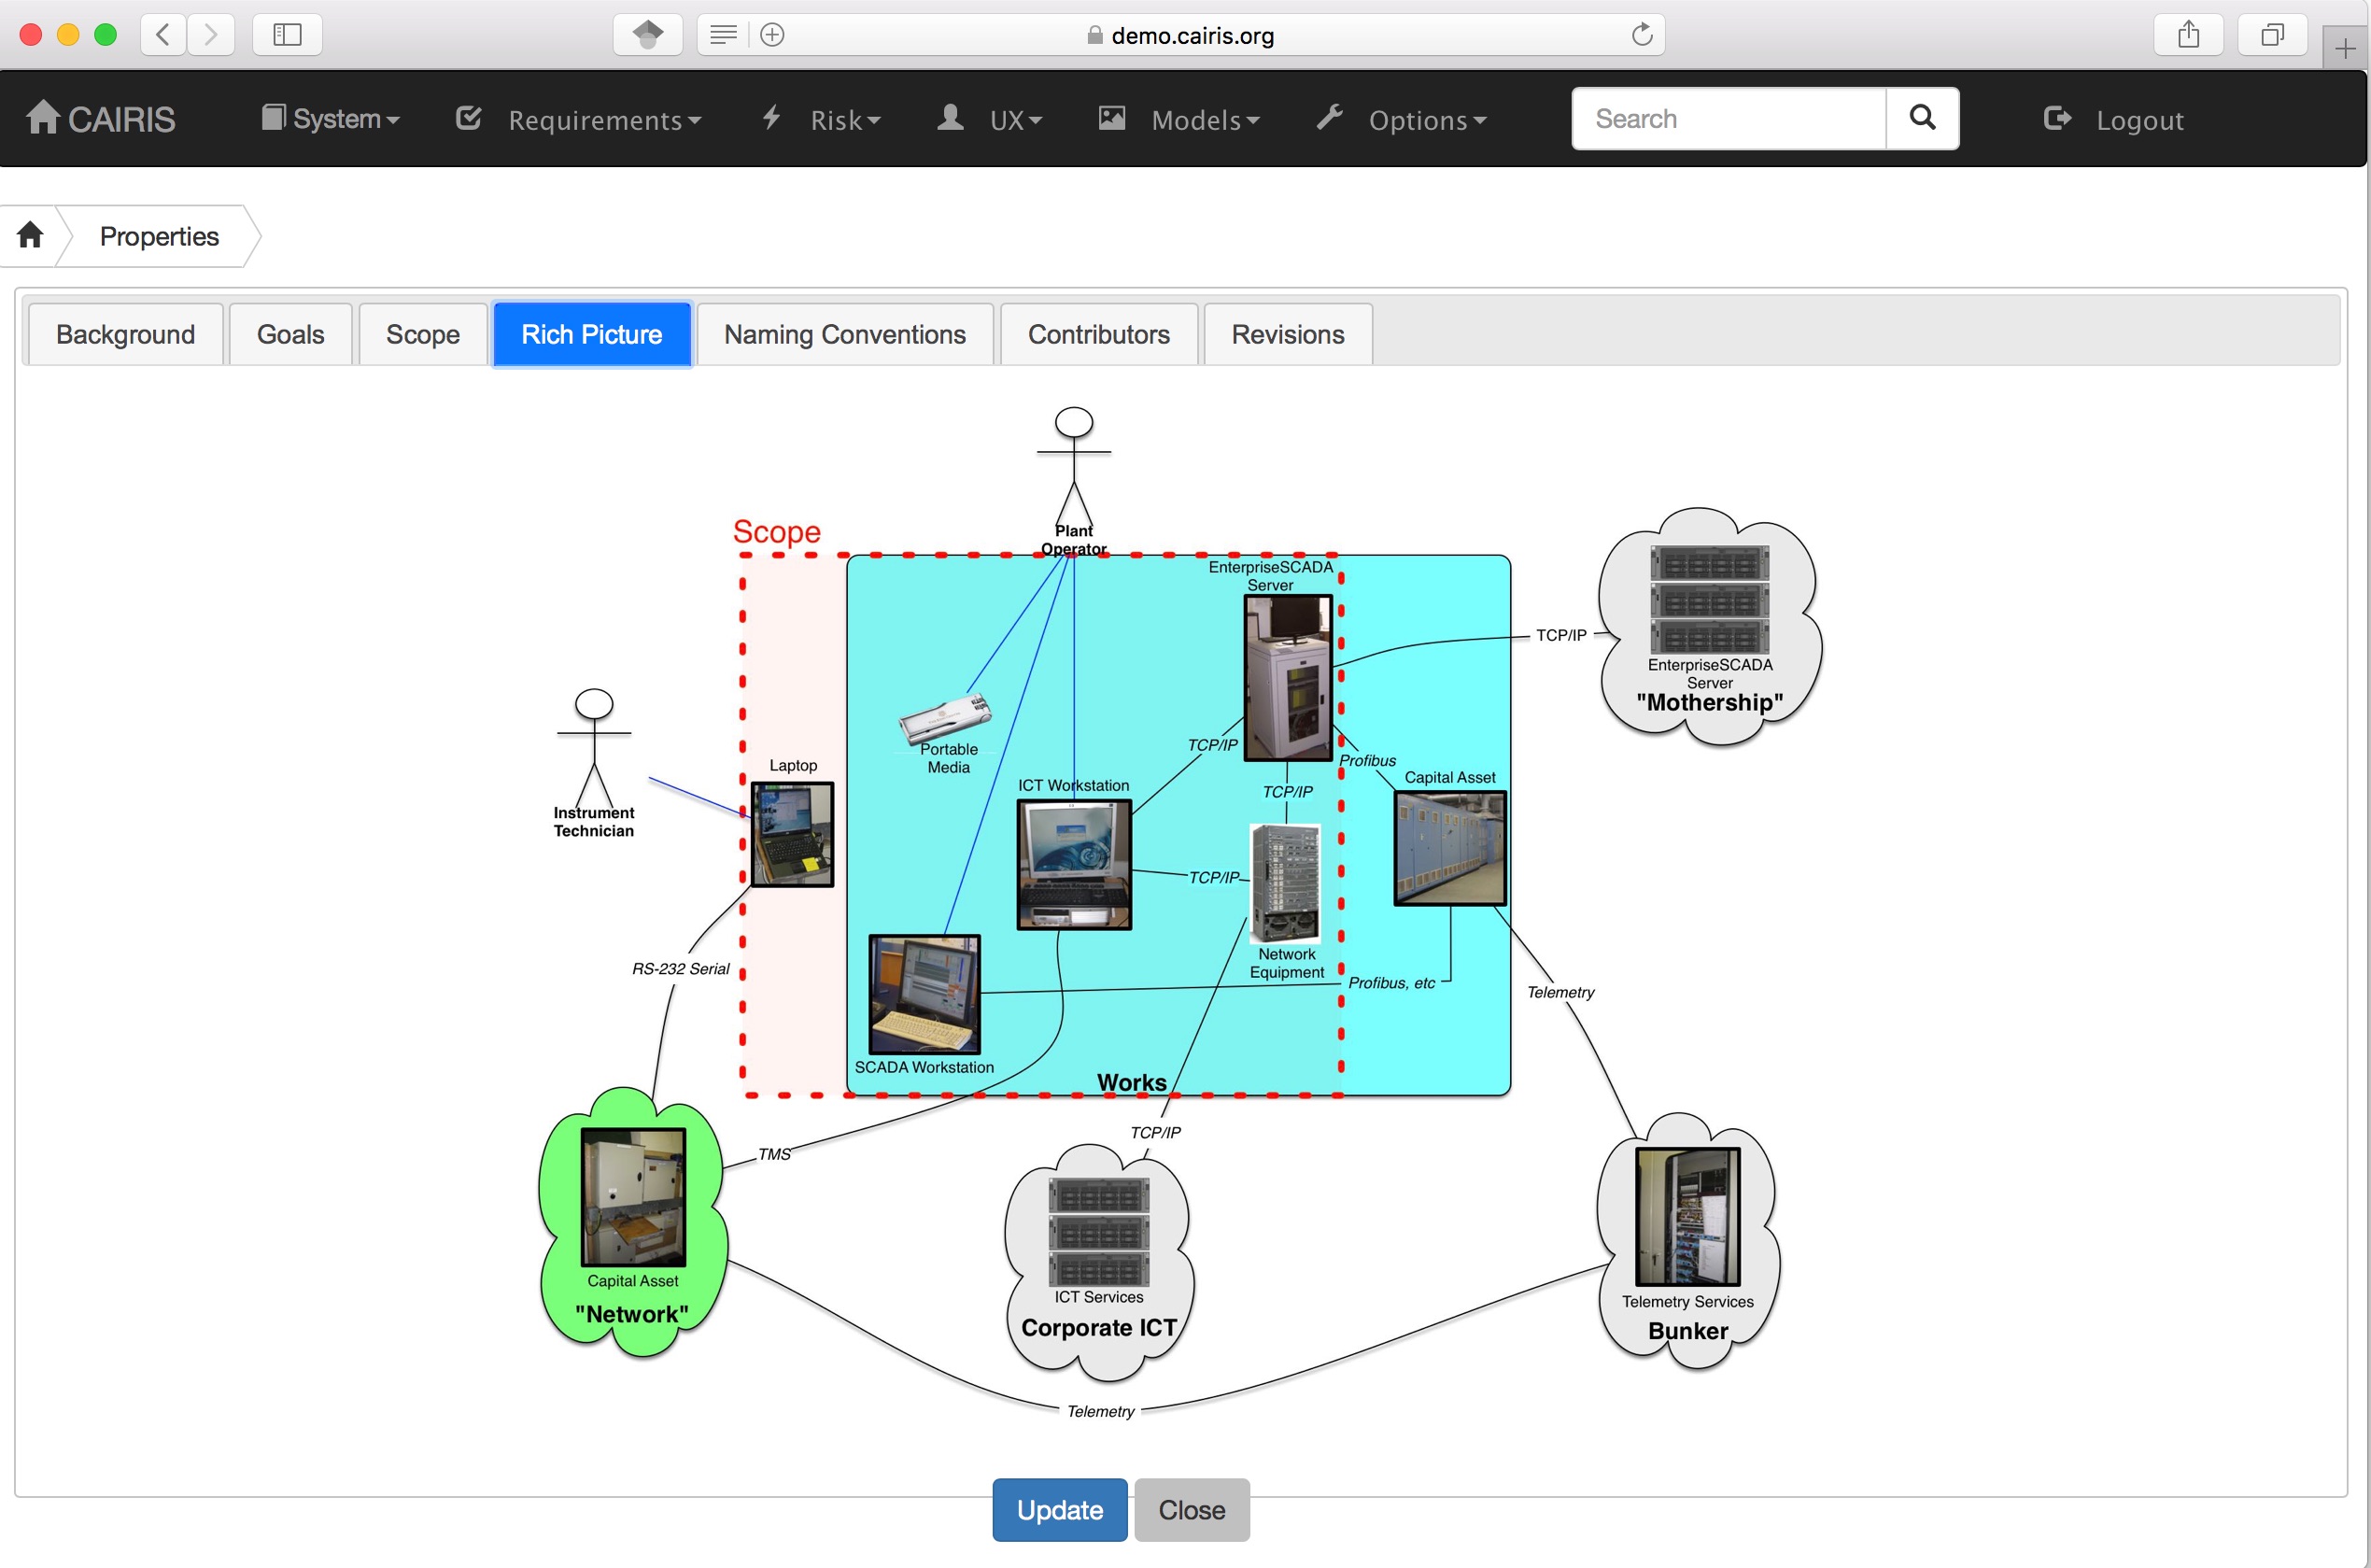 demo.cairis.org
CAIRIS System Requirements Risk UX Models Options Search Logout
Properties
Background Goals Scope Rich Picture Naming Conventions Contributors Revisions
Plant
Operator
Scope
EnterpriseSCADA
Server
TCP/IP
EnterpriseSCADA
Server
"Mothership"
Portable
Media
TCP/IP
Profibus
Laptop
ICT Workstation
TCP/IP
Capital Asset
Instrument
Technician
TCP/IP
Network
Equipment
RS-232 Serial
Profibus, etc
Telemetry
SCADA Workstation
Works
TCP/IP
TMS
Capital Asset
"Network"
ICT Services
Corporate ICT
Telemetry Services
Bunker
Telemetry
Update Close